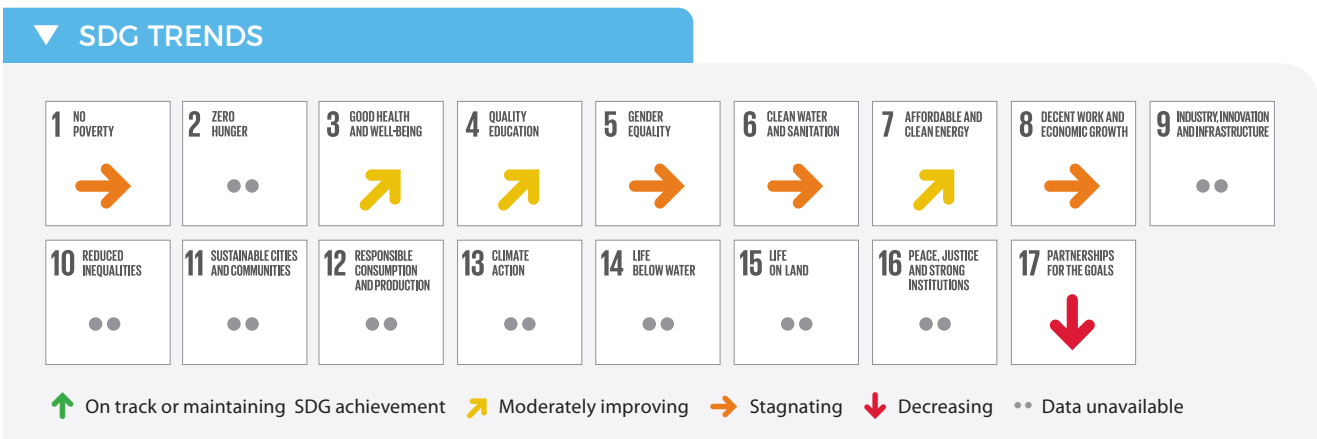 SDG TRENDS
1 NO
POVERTY
2 ZERO
HUNGER
3 GOOD HEALTH
AND WELL-BEING
4 QUALITY
EDUCATION
5 GENDER
EQUALITY
6 CLEAN WATER
AND SANITATION
7 AFFORDABLE AND
CLEAN ENERGY
8 DECENT WORK AND
ECONOMIC GROWTH
9 INDUSTRY, INNOVATION
AND INFRASTRUCTURE
10 REDUCED
INEQUALITIES
11 SUSTAINABLE CITIES
AND COMMUNITIES
12 RESPONSIBLE
CONSUMPTION
AND PRODUCTION
13 CLIMATE
ACTION
14 LIFE
BELOW WATER
15 LIFE
ON LAND
16 PEACE, JUSTICE
AND STRONG
INSTITUTIONS
17 PARTNERSHIPS
FOR THE GOALS
On track or maintaining SDG achievement Moderately improving Stagnating Decreasing Data unavailable